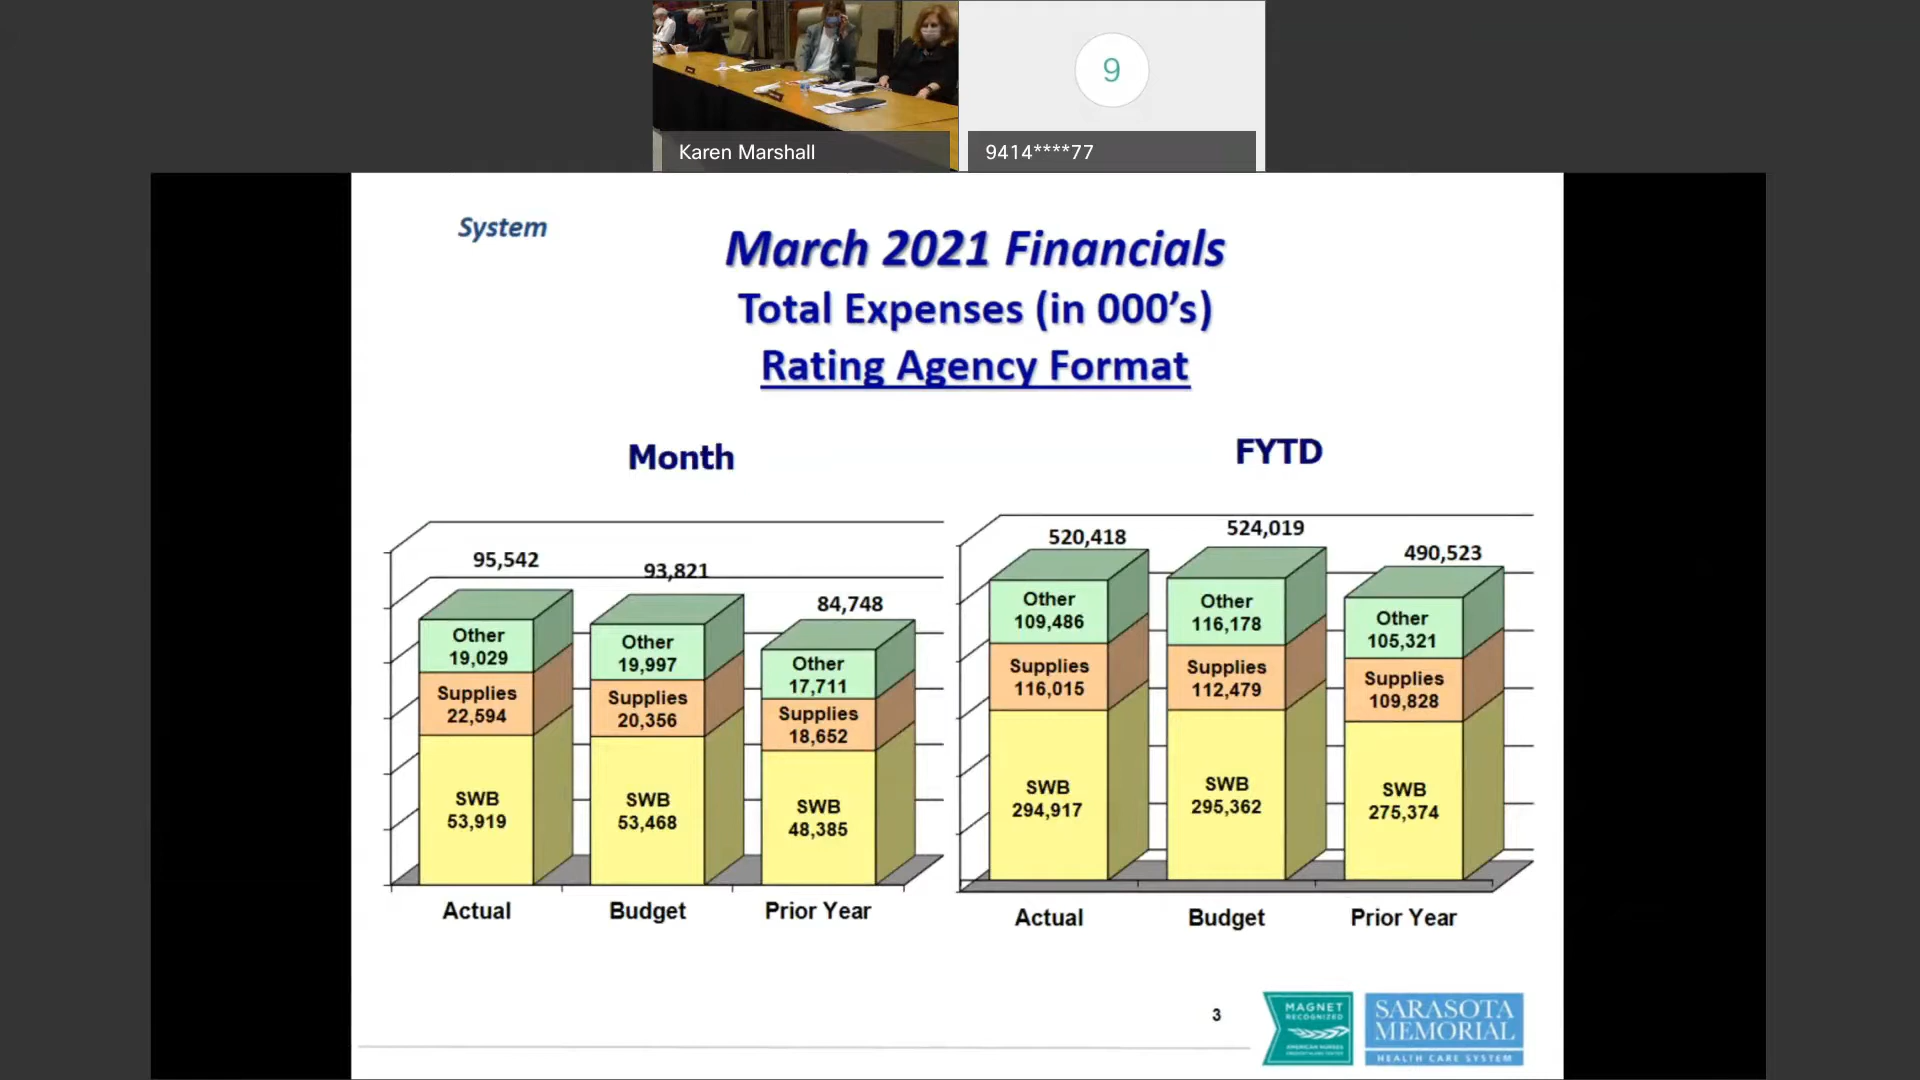 Karen Marshall
9
9414****77
System
March 2021 Financials
Total Expenses (in 000’s)
Rating Agency Format
Month
FYTD
95,542
93,821
84,748
Other
19,029
Supplies
22,594
SWB
53,919
Other
19,997
Supplies
20,356
SWB
53,468
Other
17,711
Supplies
18,652
SWB
48,385
Actual
Budget
Prior Year
520,418
524,019
490,523
Other
109,486
Supplies
116,015
SWB
294,917
Other
116,178
Supplies
112,479
SWB
295,362
Other
105,321
Supplies
109,828
SWB
275,374
Actual
Budget
Prior Year
3
MAGNET
RECOGNIZED
AMERICAN NURSES
CREDENTIALING CENTER
SARASOTA
MEMORIAL
HEALTH CARE SYSTEM